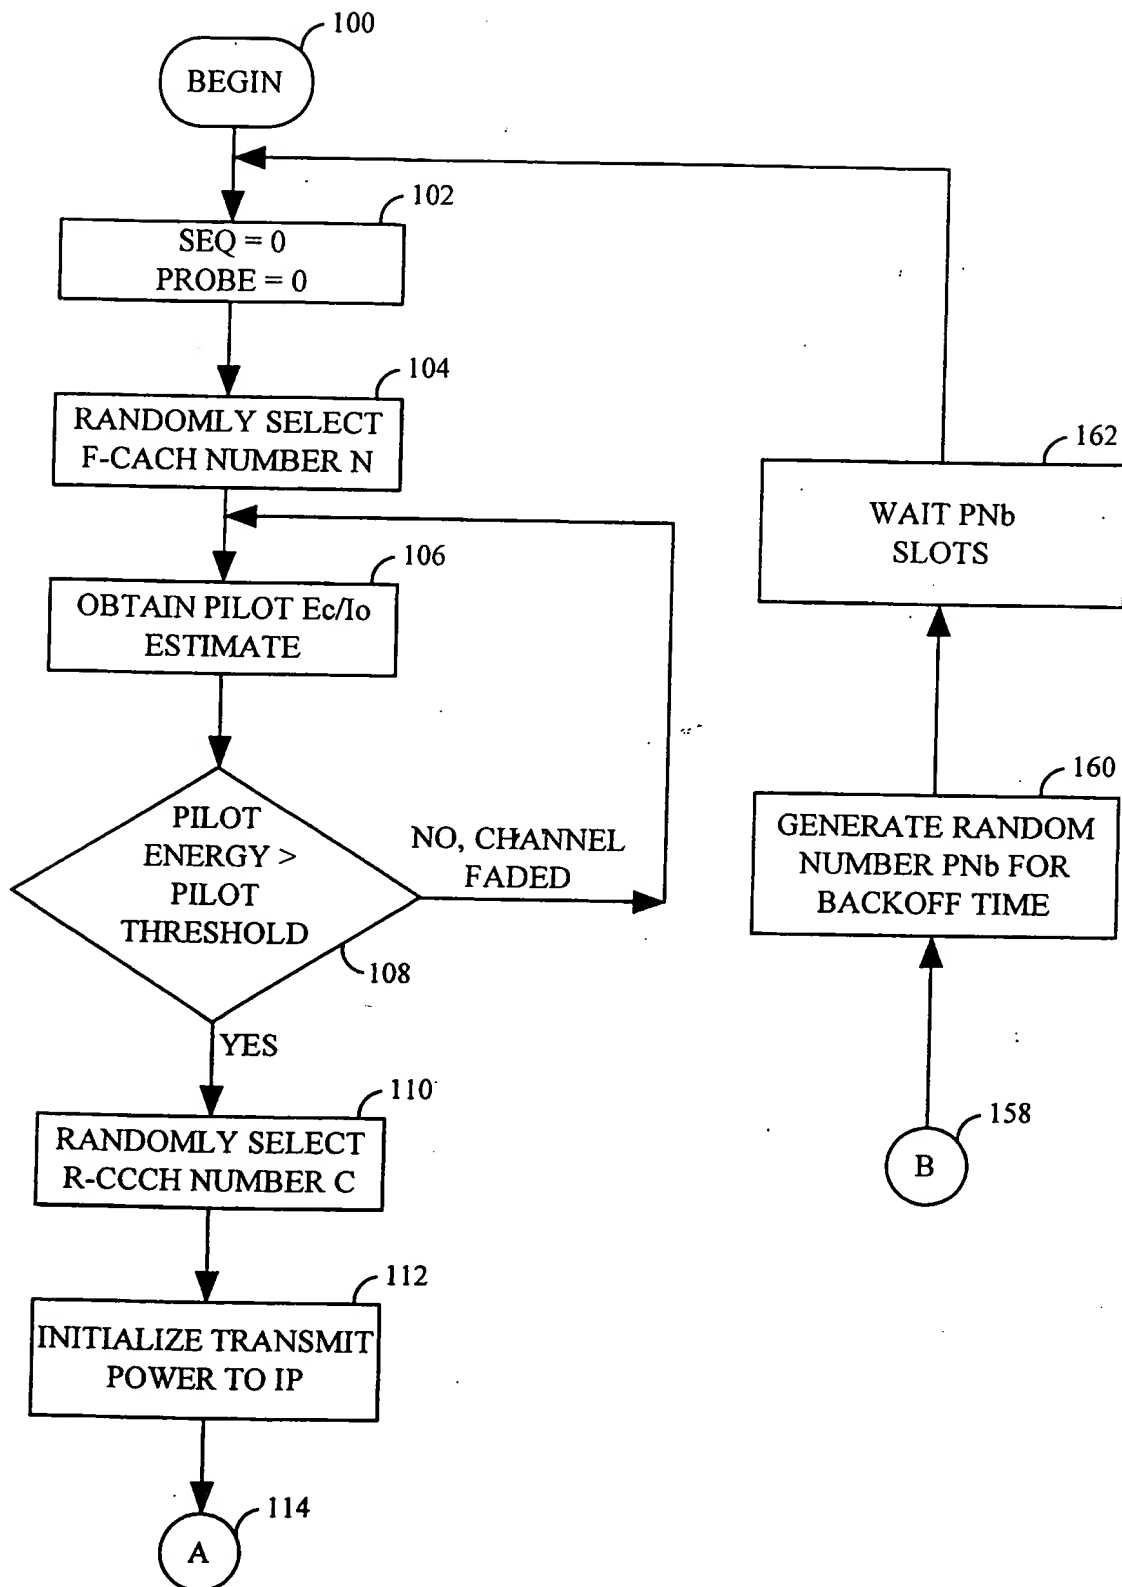 100
BEGIN
102
SEQ = 0
PROBE = 0
104
RANDOMLY SELECT
F-CACH NUMBER N
106
OBTAIN PILOT Ec/Io
ESTIMATE
PILOT
ENERGY >
PILOT
THRESHOLD
NO, CHANNEL
FADED
108
YES
110
RANDOMLY SELECT
R-CCCH NUMBER C
112
INITIALIZE TRANSMIT
POWER TO IP
114
A
162
WAIT PNb
SLOTS
160
GENERATE RANDOM
NUMBER PNb FOR
BACKOFF TIME
158
B